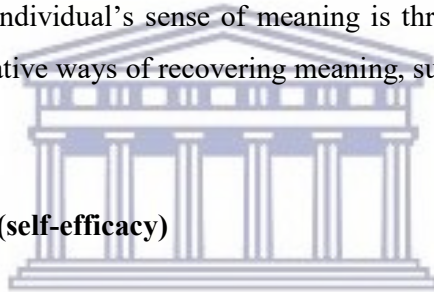 ndividual’s sense of meaning is thr
ative ways of recovering meaning, su
(self-efficacy)